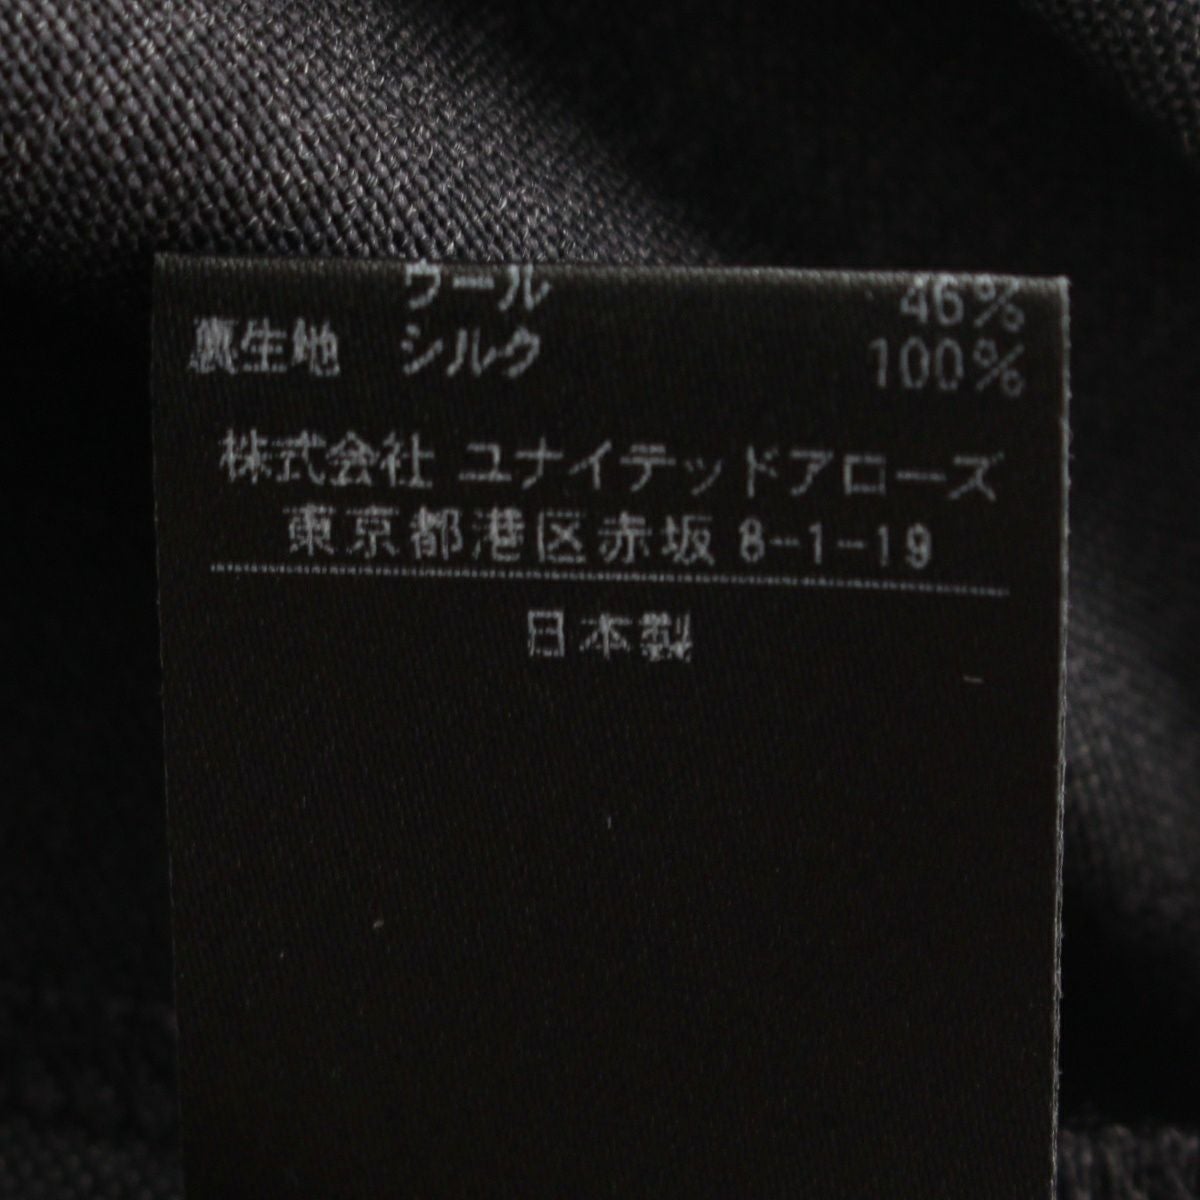 ウール 46%
裏生地 シルク 100%
株式会社 ユナイテッドアローズ
東京都港区赤坂 8-1-19
日本製